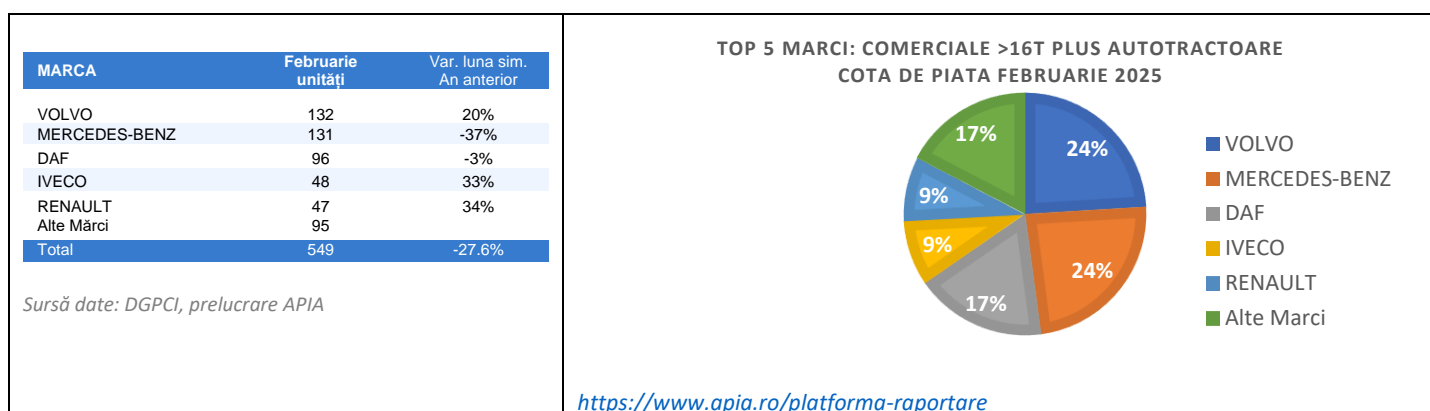 MARCA Februarie unități Var. luna sim. An anterior
VOLVO 132 20%
MERCEDES-BENZ 131 -37%
DAF 96 -3%
IVECO 48 33%
RENAULT 47 34%
Alte Mărci 95
Total 549 -27.6%
Sursă date: DGPCI, prelucrare APIA
TOP 5 MARCI: COMERCIALE >16T PLUS AUTOTRACTOARE
COTA DE PIATA FEBRUARIE 2025
24%
24%
17%
9%
9%
17%
VOLVO
MERCEDES-BENZ
DAF
IVECO
RENAULT
Alte Marci
https://www.apia.ro/platforma-raportare